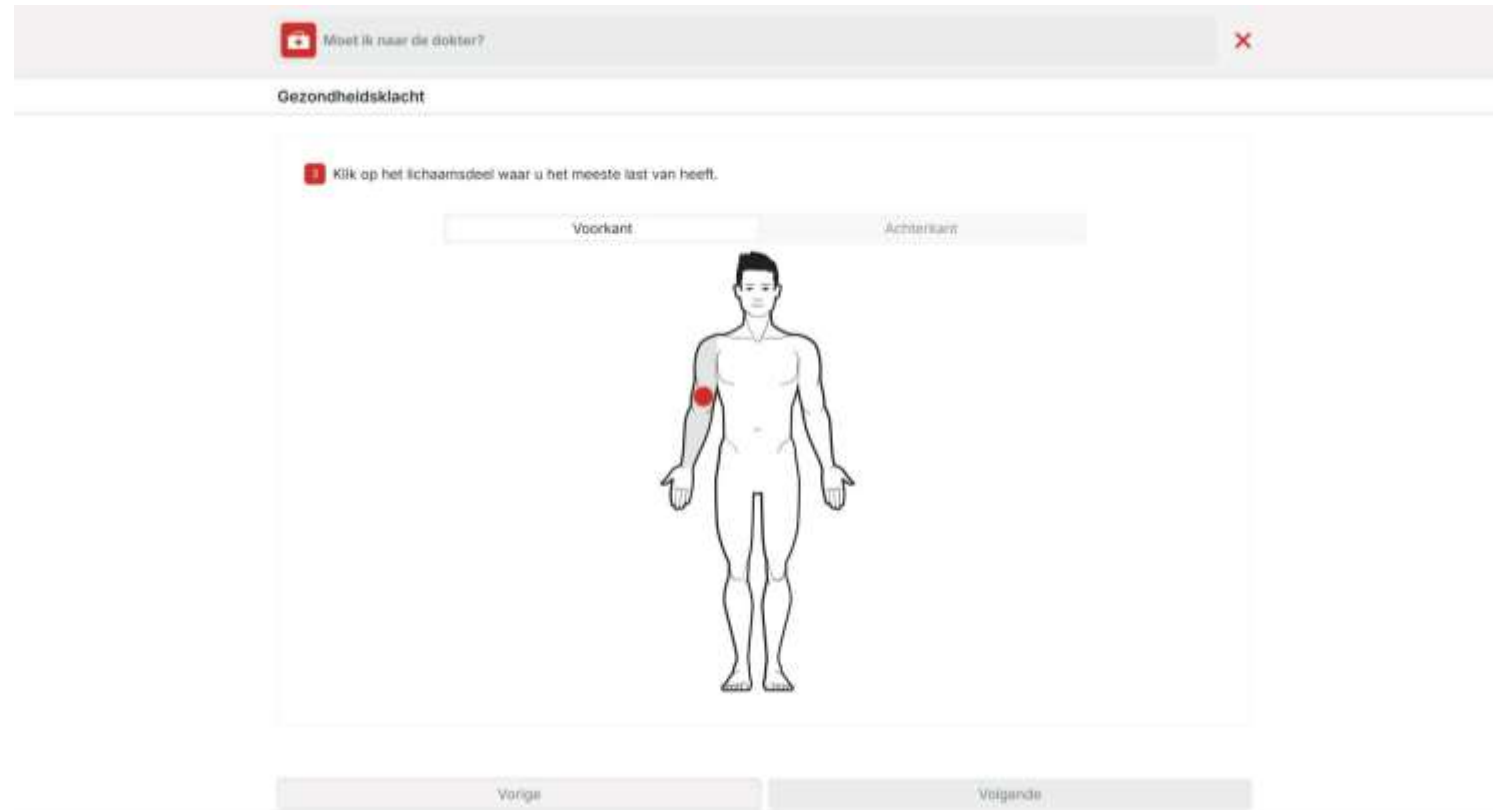 Moet ik naar de dokter?
Gezondheidsklacht
Klik op het lichaamsdeel waar u het meeste last van heeft.
Voorkant
Achterkant
Vorige
Volgende